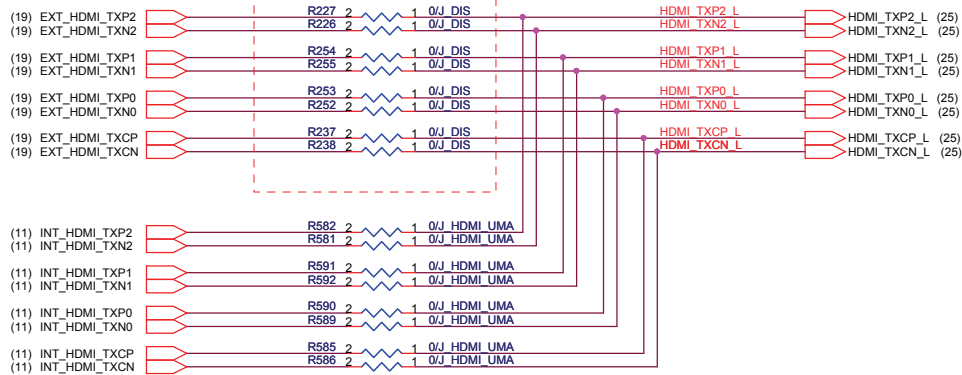 (19) EXT_HDMI_TXP2 R227 2 1 0/J_DIS HDMI_TXP2_L HDMI_TXP2_L (25)
(19) EXT_HDMI_TXN2 R226 2 1 0/J_DIS HDMI_TXN2_L HDMI_TXN2_L (25)
(19) EXT_HDMI_TXP1 R254 2 1 0/J_DIS HDMI_TXP1_L HDMI_TXP1_L (25)
(19) EXT_HDMI_TXN1 R255 2 1 0/J_DIS HDMI_TXN1_L HDMI_TXN1_L (25)
(19) EXT_HDMI_TXP0 R253 2 1 0/J_DIS HDMI_TXP0_L HDMI_TXP0_L (25)
(19) EXT_HDMI_TXN0 R252 2 1 0/J_DIS HDMI_TXN0_L HDMI_TXN0_L (25)
(19) EXT_HDMI_TXCP R237 2 1 0/J_DIS HDMI_TXCP_L HDMI_TXCP_L (25)
(19) EXT_HDMI_TXCN R238 2 1 0/J_DIS HDMI_TXCN_L HDMI_TXCN_L (25)
(11) INT_HDMI_TXP2 R582 2 1 0/J_HDMI_UMA
(11) INT_HDMI_TXN2 R581 2 1 0/J_HDMI_UMA
(11) INT_HDMI_TXP1 R591 2 1 0/J_HDMI_UMA
(11) INT_HDMI_TXN1 R592 2 1 0/J_HDMI_UMA
(11) INT_HDMI_TXP0 R590 2 1 0/J_HDMI_UMA
(11) INT_HDMI_TXN0 R589 2 1 0/J_HDMI_UMA
(11) INT_HDMI_TXCP R585 2 1 0/J_HDMI_UMA
(11) INT_HDMI_TXCN R586 2 1 0/J_HDMI_UMA